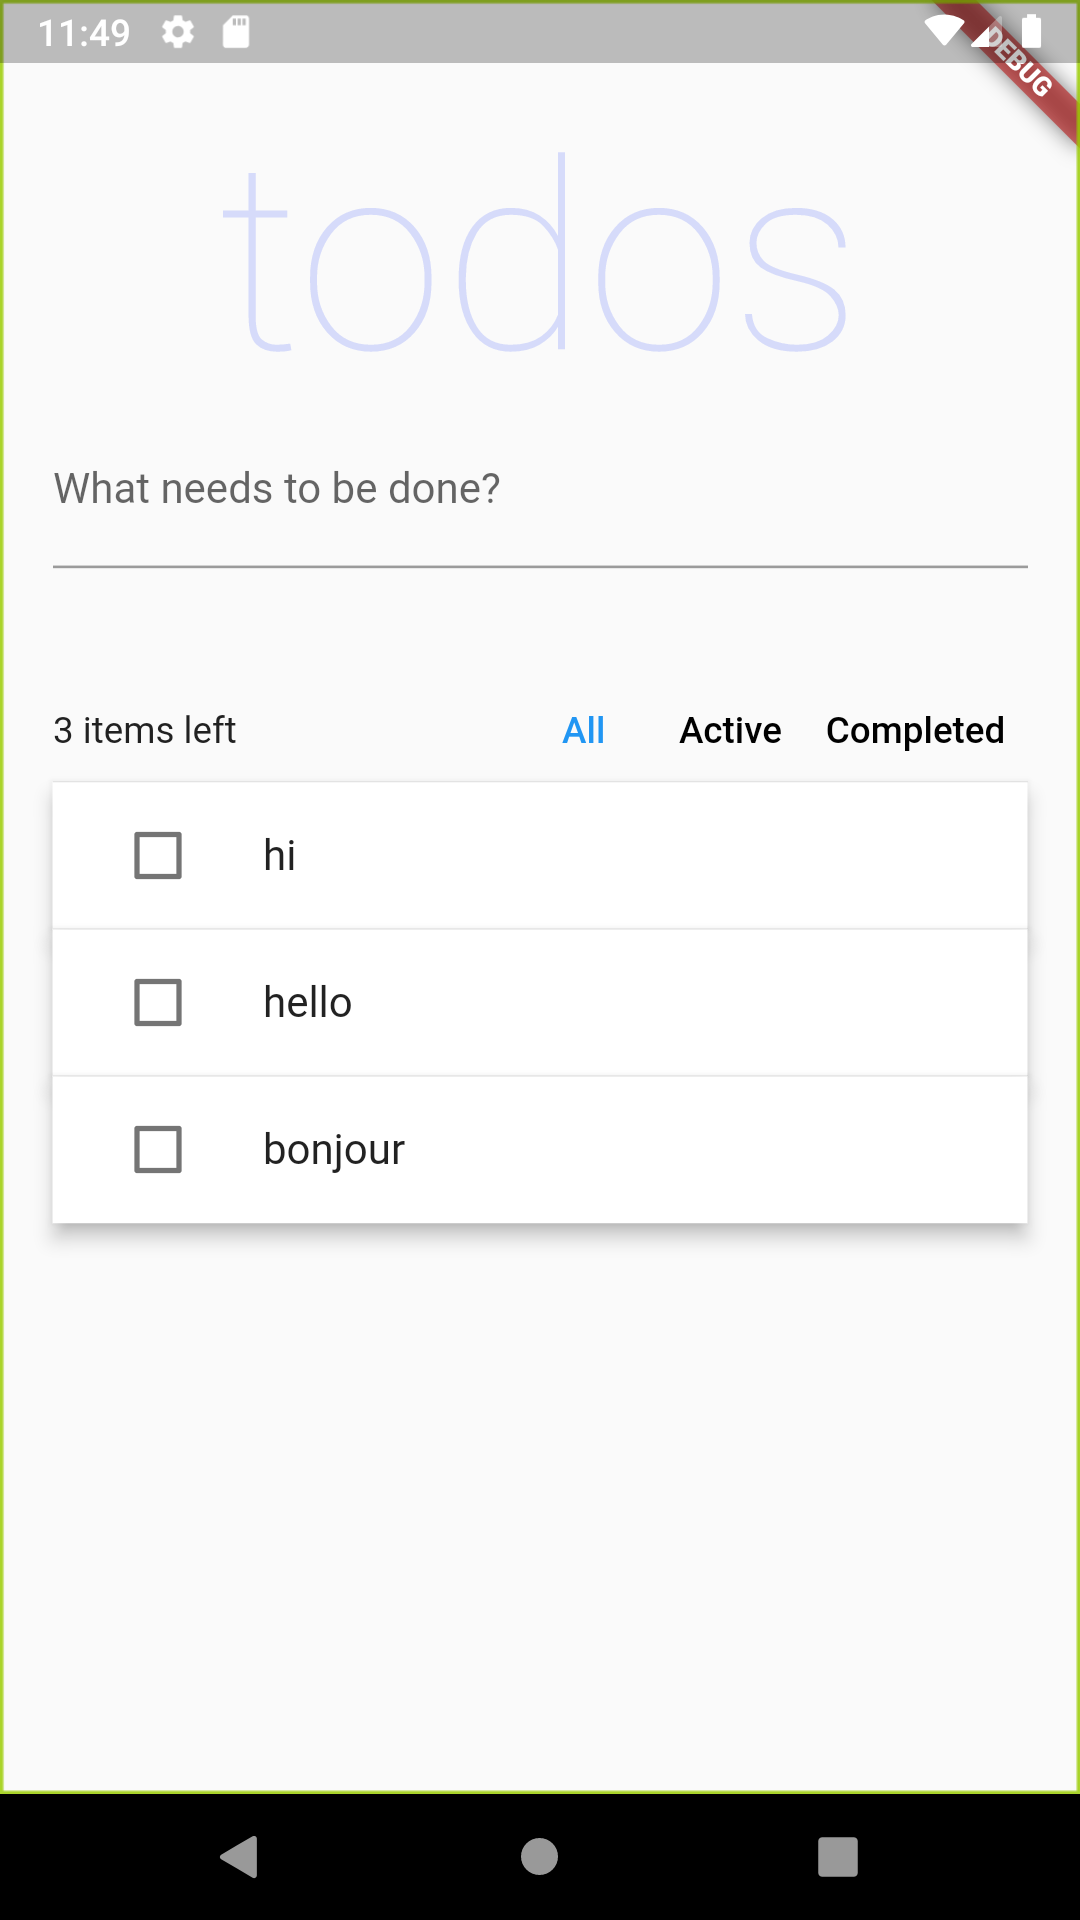 11:49
DEBUG
todos
What needs to be done?
3 items left All Active Completed
hi
hello
bonjour